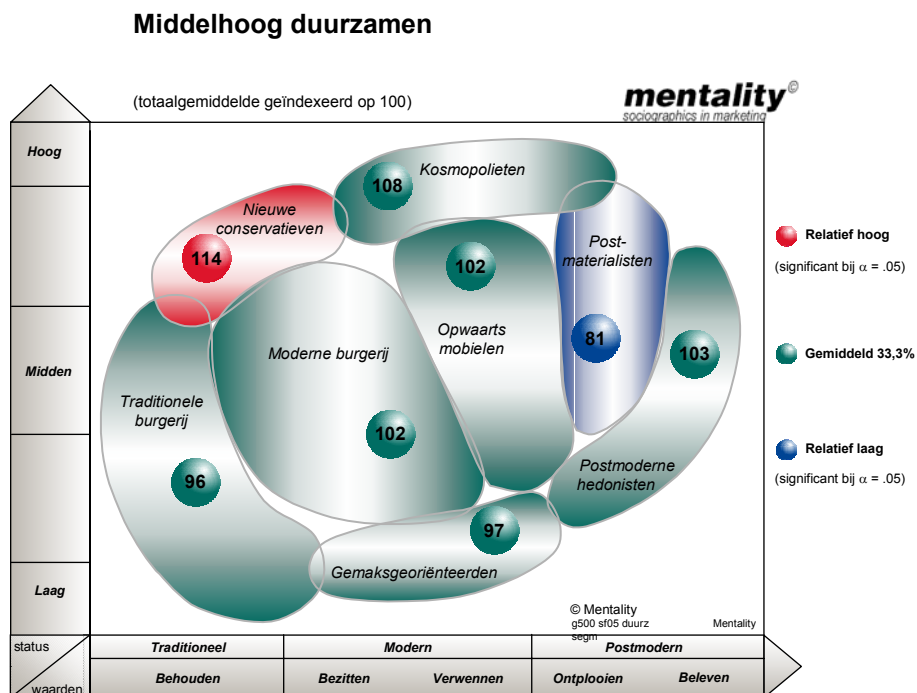 Middelhoog duurzamen
(totaalgemiddelde geïndexeerd op 100)
mentality©
sociographics in marketing
Hoog
Kosmopolieten
108
Nieuwe
conservatieven
114
102
Post-
materialisten
Relatief hoog
(significant bij α = .05)
Opwaarts
mobielen
81
Moderne burgerij
103
Gemiddeld 33,3%
Midden
Traditionele
burgerij
102
Relatief laag
(significant bij α = .05)
96
Postmoderne
hedonisten
97
Gemaksgeoriënteerden
Laag
© Mentality
g500 sf05 duurz
segm
Mentality
status
Traditioneel
Modern
Postmodern
waarden
Behouden
Bezitten
Verwennen
Ontplooien
Beleven